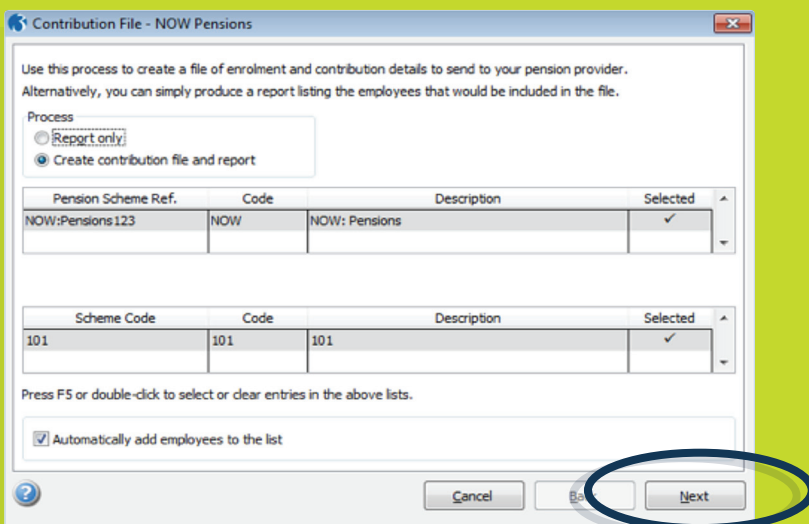 Contribution File - NOW Pensions
Use this process to create a file of enrolment and contribution details to send to your pension provider.
Alternatively, you can simply produce a report listing the employees that would be included in the file.
Process
Report only
Create contribution file and report
Pension Scheme Ref. Code Description Selected
NOW:Pensions123 NOW NOW: Pensions ✓
Scheme Code Code Description Selected
101 101 101 ✓
Press F5 or double-click to select or clear entries in the above lists.
Automatically add employees to the list
Cancel Back Next